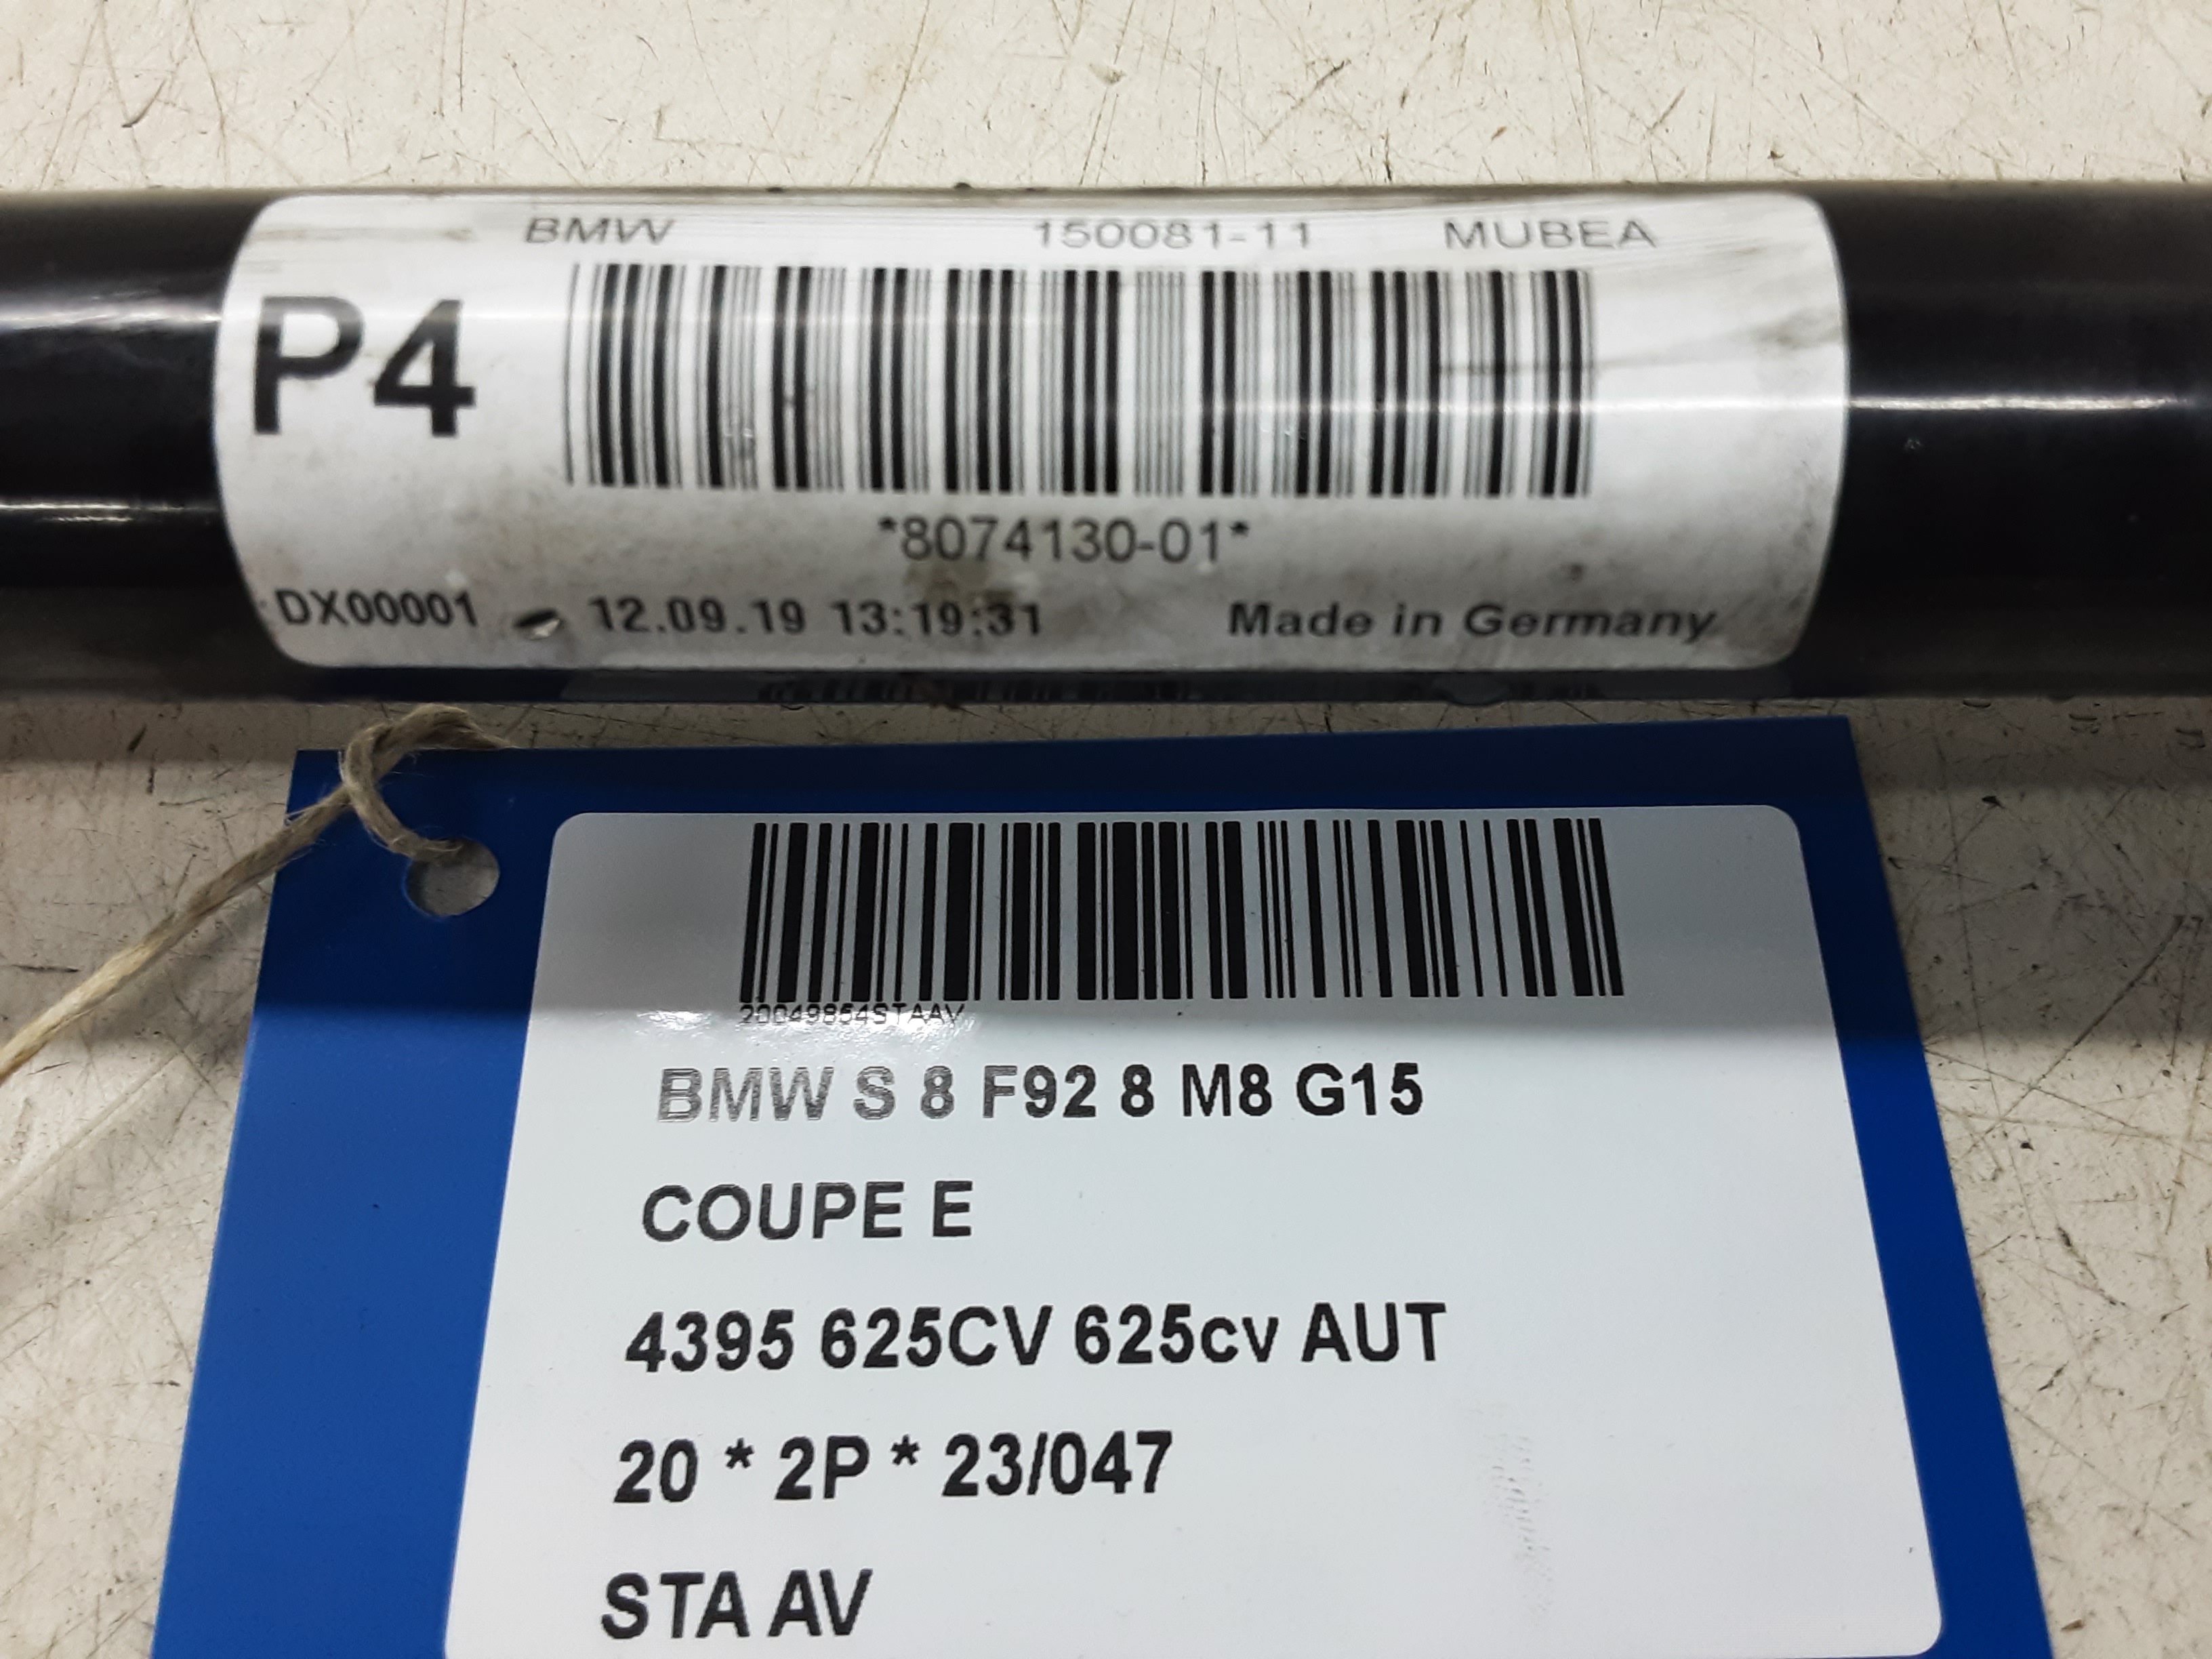 BMW 150081-11 MUBEA
P4
*8074130-01*
DX00001 12.09.19 13:19:31 Made in Germany
20049854STAAV
BMW S 8 F92 8 M8 G15
COUPE E
4395 625CV 625cv AUT
20 * 2P * 23/047
STA AV